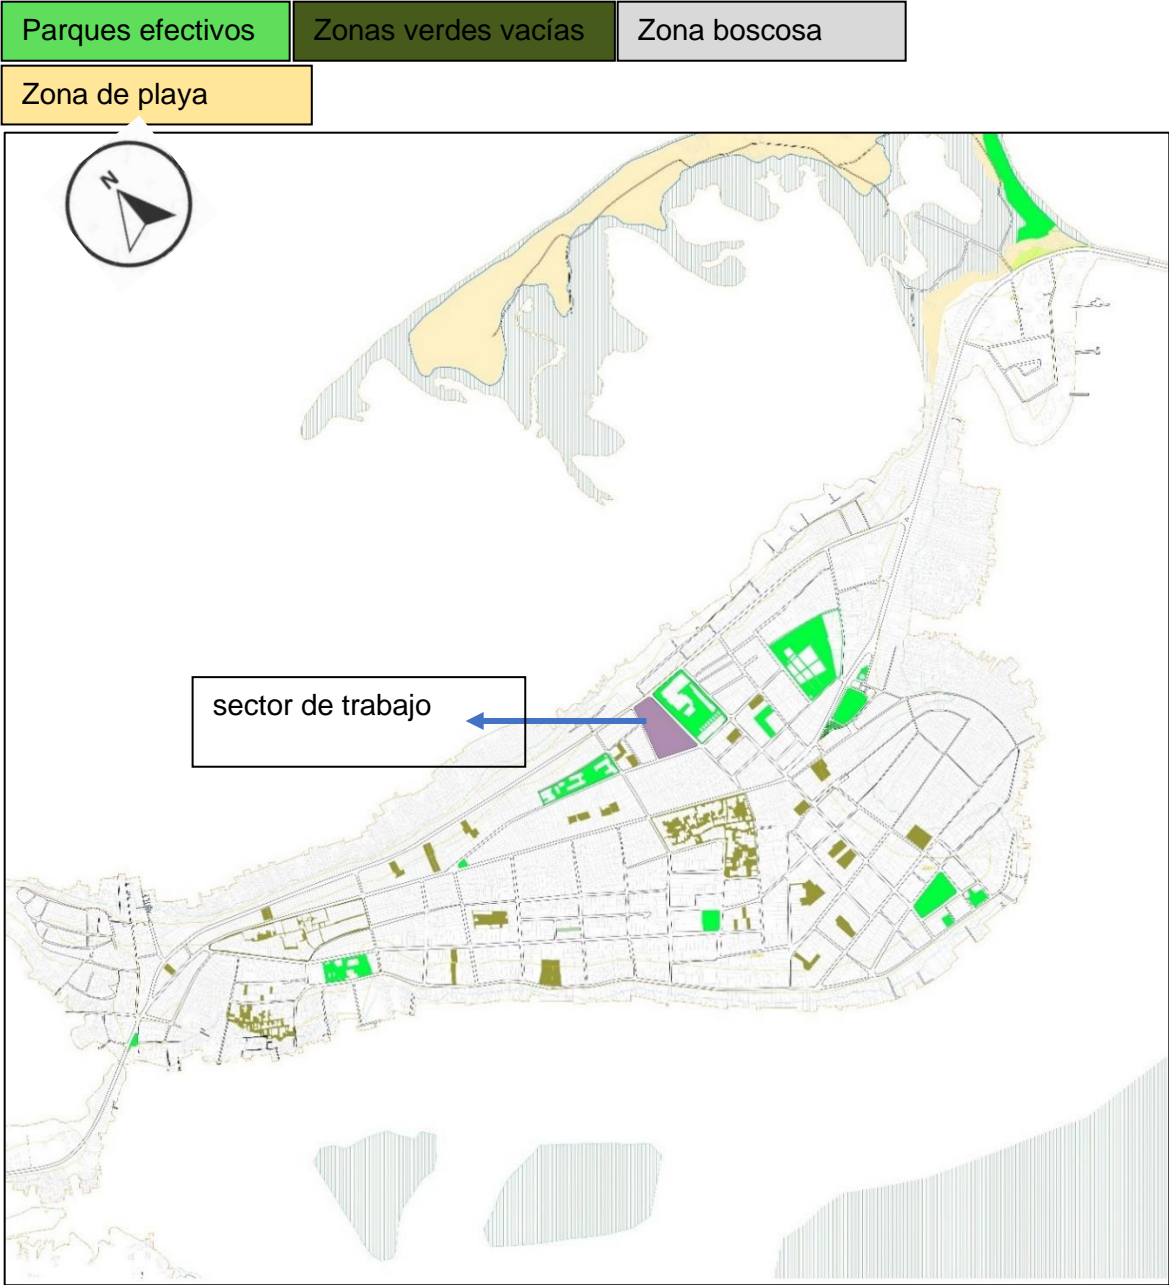 Parques efectivos
Zonas verdes vacías
Zona boscosa
Zona de playa
N
sector de trabajo